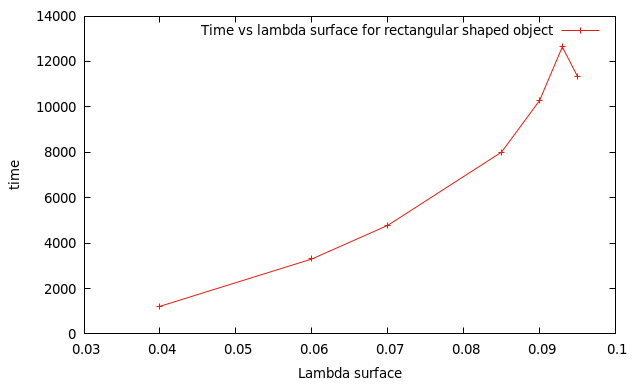 14000
Time vs lambda surface for rectangular shaped object
12000
10000
8000
time
6000
4000
2000
0
0.03 0.04 0.05 0.06 0.07 0.08 0.09 0.1
Lambda surface